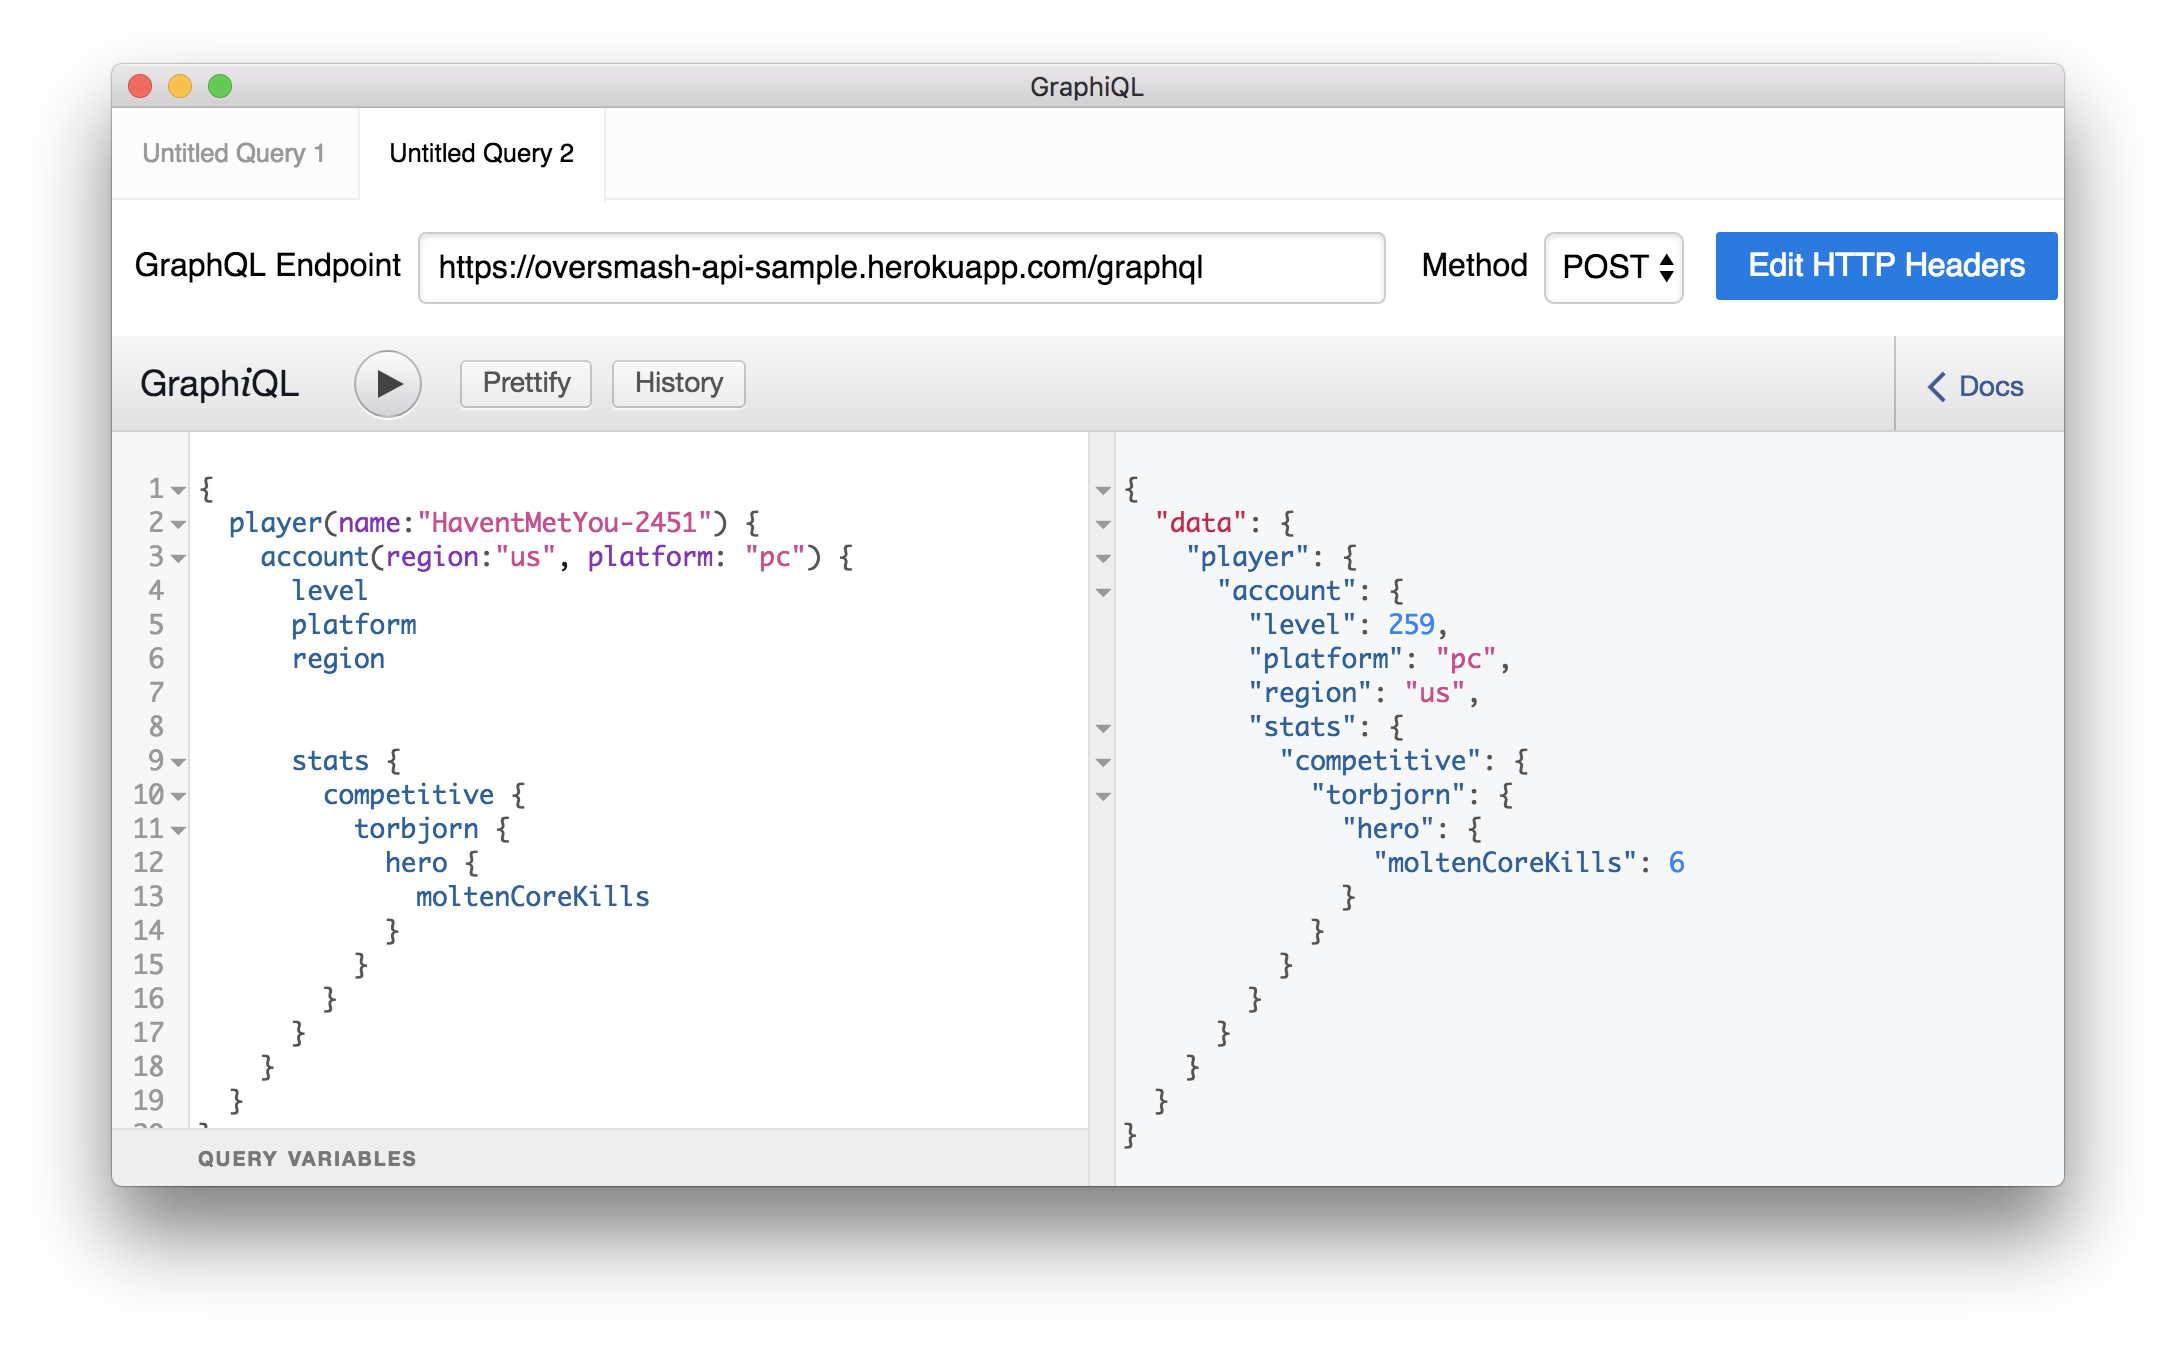 GraphiQL
Untitled Query 1
Untitled Query 2
GraphQL Endpoint https://oversmash-api-sample.herokuapp.com/graphql Method POST Edit HTTP Headers
GraphiQL Prettify History Docs
1 {
2   player(name:"HaventMetYou-2451") {
3     account(region:"us", platform: "pc") {
4       level
5       platform
6       region
7
8
9       stats {
10         competitive {
11           torbjorn {
12             hero {
13               moltenCoreKills
14             }
15           }
16         }
17       }
18     }
19   }
QUERY VARIABLES
{
  "data": {
    "player": {
      "account": {
        "level": 259,
        "platform": "pc",
        "region": "us",
        "stats": {
          "competitive": {
            "torbjorn": {
              "hero": {
                "moltenCoreKills": 6
              }
            }
          }
        }
      }
    }
  }
}